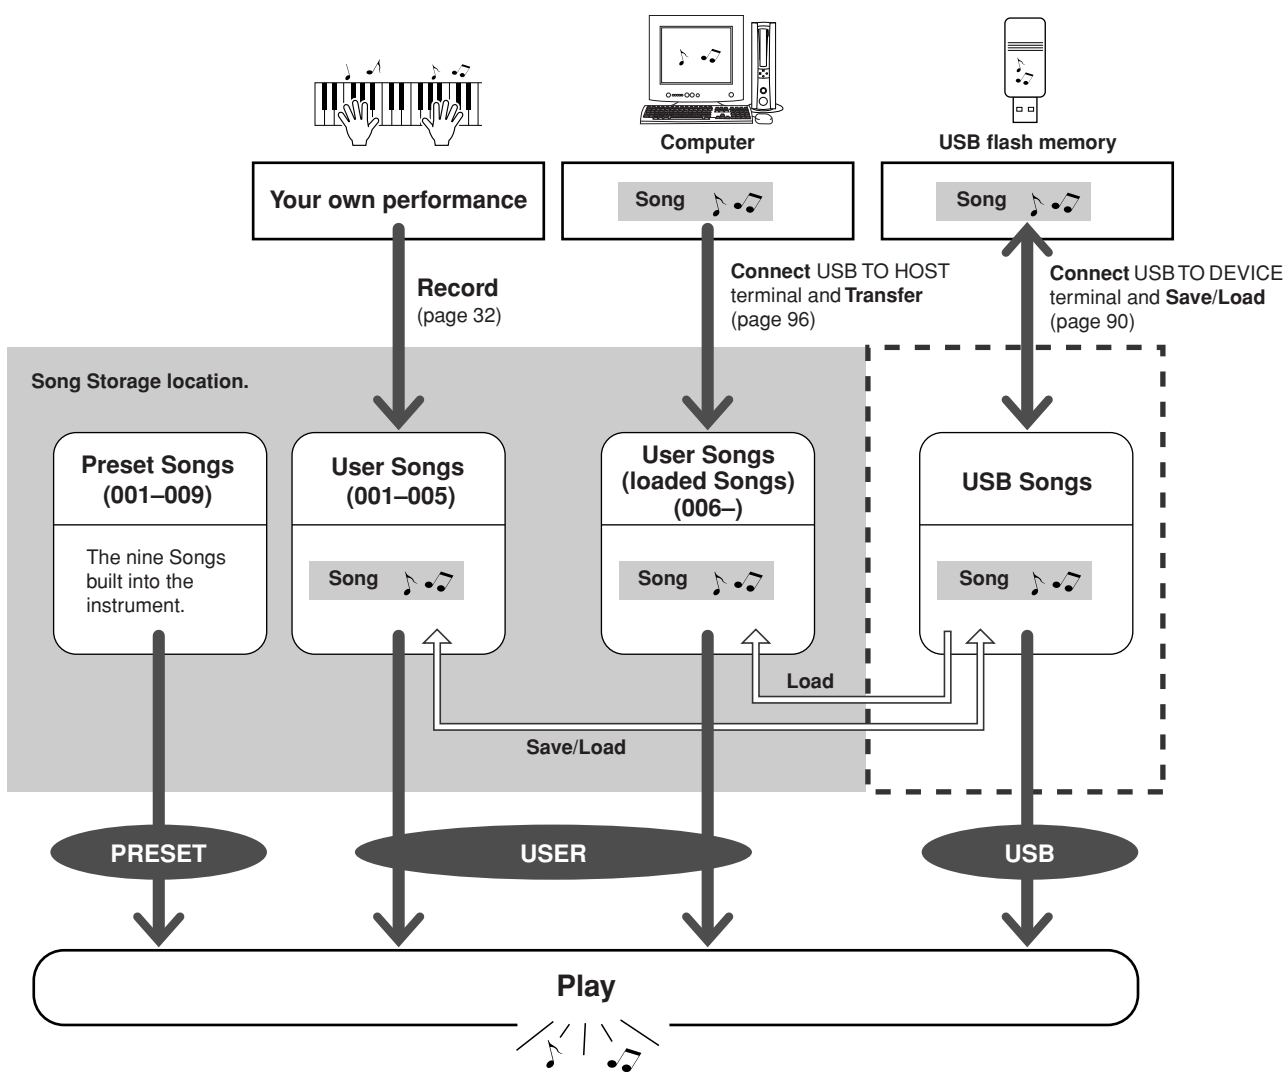 Computer
USB flash memory
Your own performance
Song
Song
Record
(page 32)
Connect USB TO HOST
terminal and Transfer
(page 96)
Connect USB TO DEVICE
terminal and Save/Load
(page 90)
Song Storage location.
Preset Songs
(001–009)
The nine Songs
built into the
instrument.
User Songs
(001–005)
Song
User Songs
(loaded Songs)
(006–)
Song
USB Songs
Song
Load
Save/Load
PRESET
USER
USB
Play